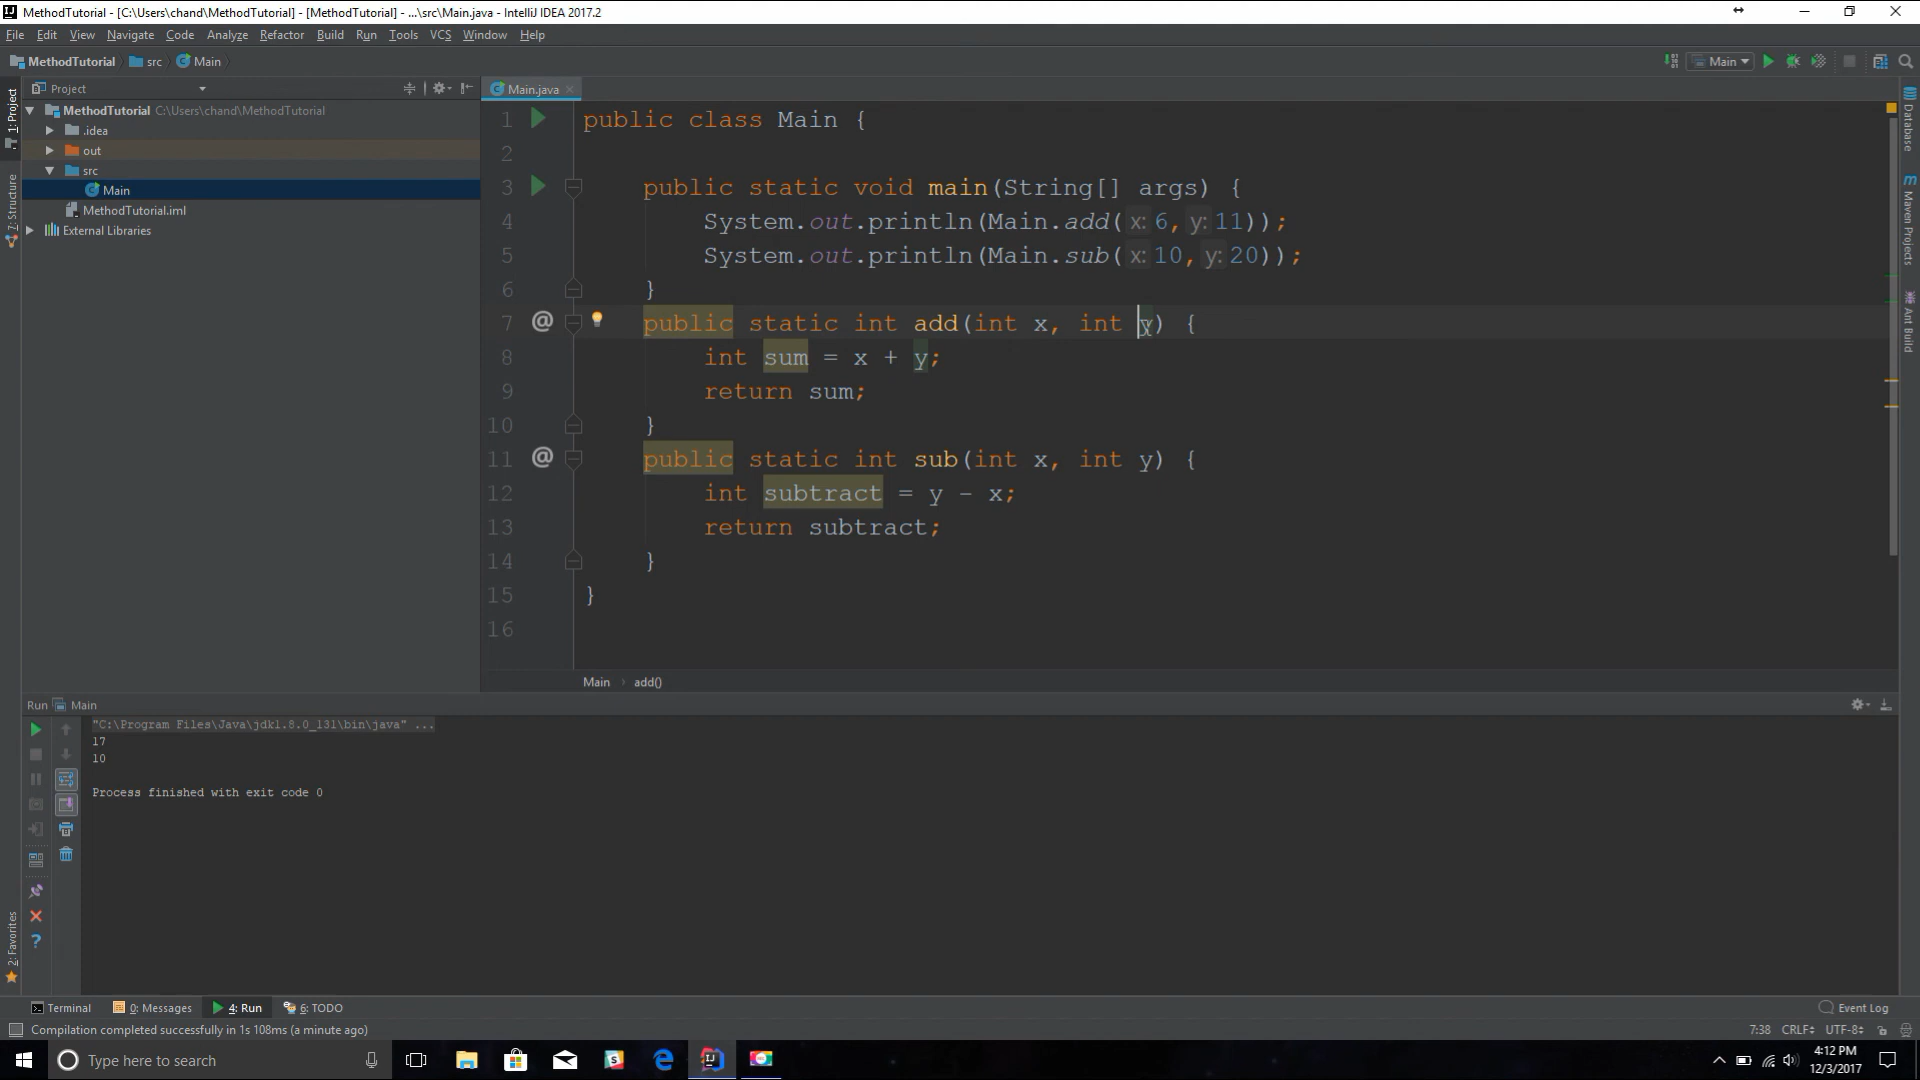 MethodTutorial - [C:\Users\chand\MethodTutorial] - [MethodTutorial] - ...\src\Main.java - IntelliJ IDEA 2017.2
File Edit View Navigate Code Analyze Refactor Build Run Tools VCS Window Help
MethodTutorial src Main
Main
Project
Main.java
MethodTutorial C:\Users\chand\MethodTutorial
.idea
out
src
Main
MethodTutorial.iml
External Libraries
1: Project
7: Structure
2: Favorites
1 public class Main {
2
3 public static void main(String[] args) {
4 System.out.println(Main.add( x: 6, y: 11));
5 System.out.println(Main.sub( x: 10, y: 20));
6 }
7 @ public static int add(int x, int y) {
8 int sum = x + y;
9 return sum;
10 }
11 @ public static int sub(int x, int y) {
12 int subtract = y - x;
13 return subtract;
14 }
15 }
16
Main › add()
Database
Maven Projects
Ant Build
Run Main
"C:\Program Files\Java\jdk1.8.0_131\bin\java" ...
17
10
Process finished with exit code 0
Terminal 0: Messages 4: Run 6: TODO Event Log
Compilation completed successfully in 1s 108ms (a minute ago) 7:38 CRLF UTF-8
Type here to search
4:12 PM
12/3/2017